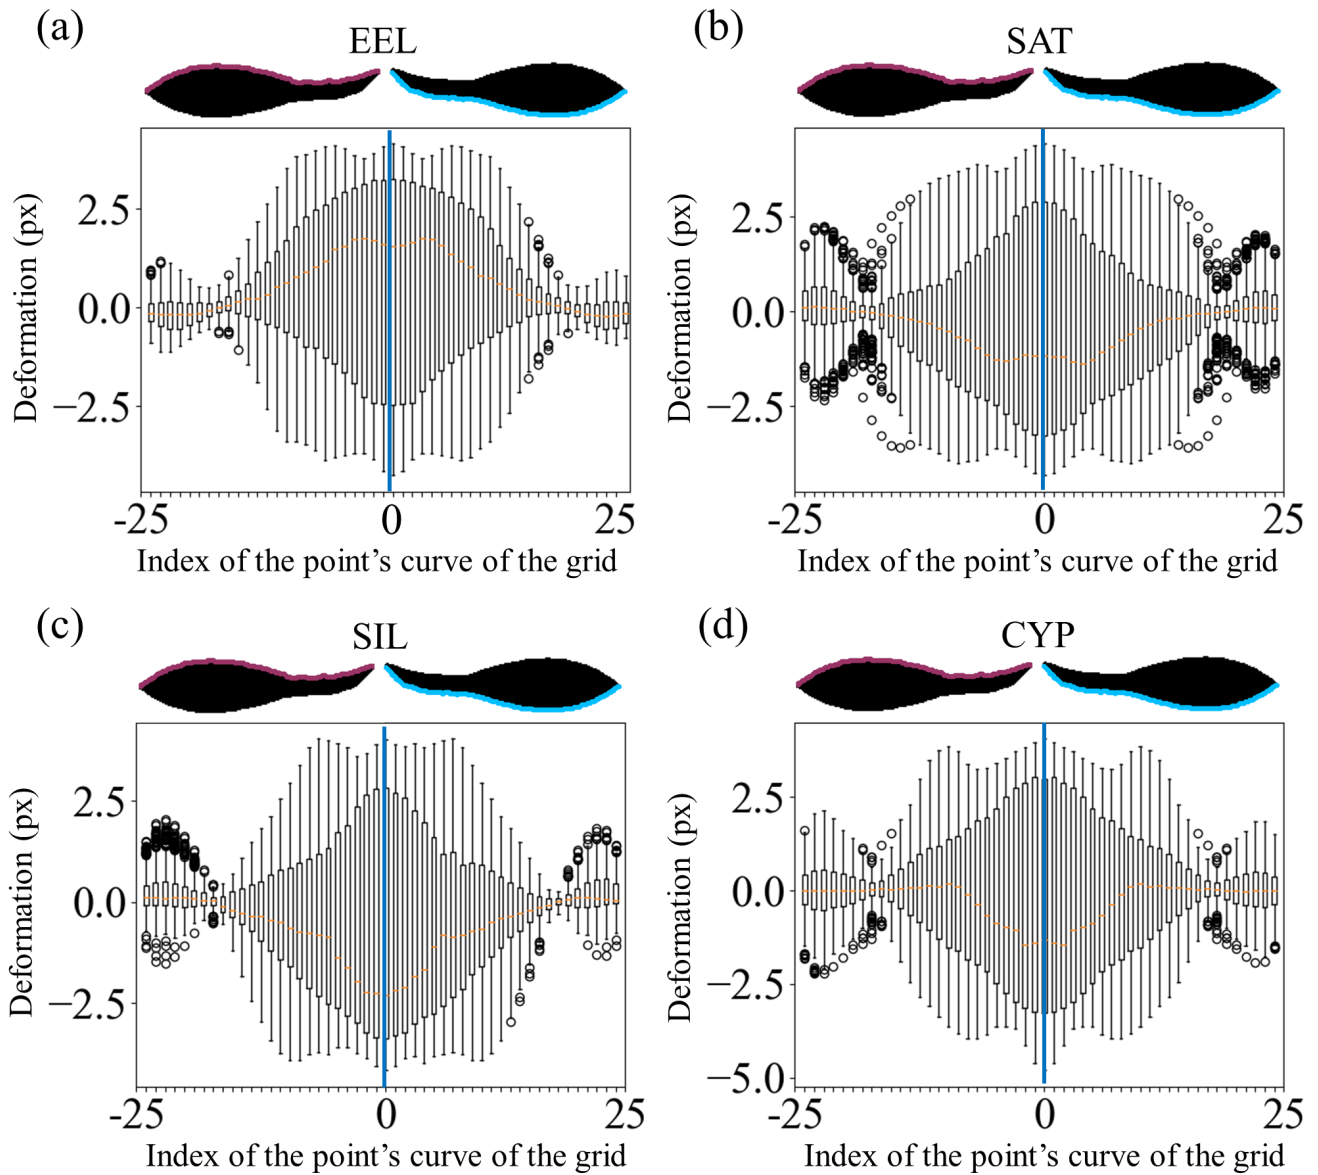 (a)
EEL
Deformation (px)
2.5
0.0
−2.5
-25
0
25
Index of the point’s curve of the grid
(b)
SAT
Deformation (px)
2.5
0.0
−2.5
-25
0
25
Index of the point’s curve of the grid
(c)
SIL
Deformation (px)
2.5
0.0
−2.5
-25
0
25
Index of the point’s curve of the grid
(d)
CYP
Deformation (px)
2.5
0.0
−2.5
−5.0
-25
0
25
Index of the point’s curve of the grid